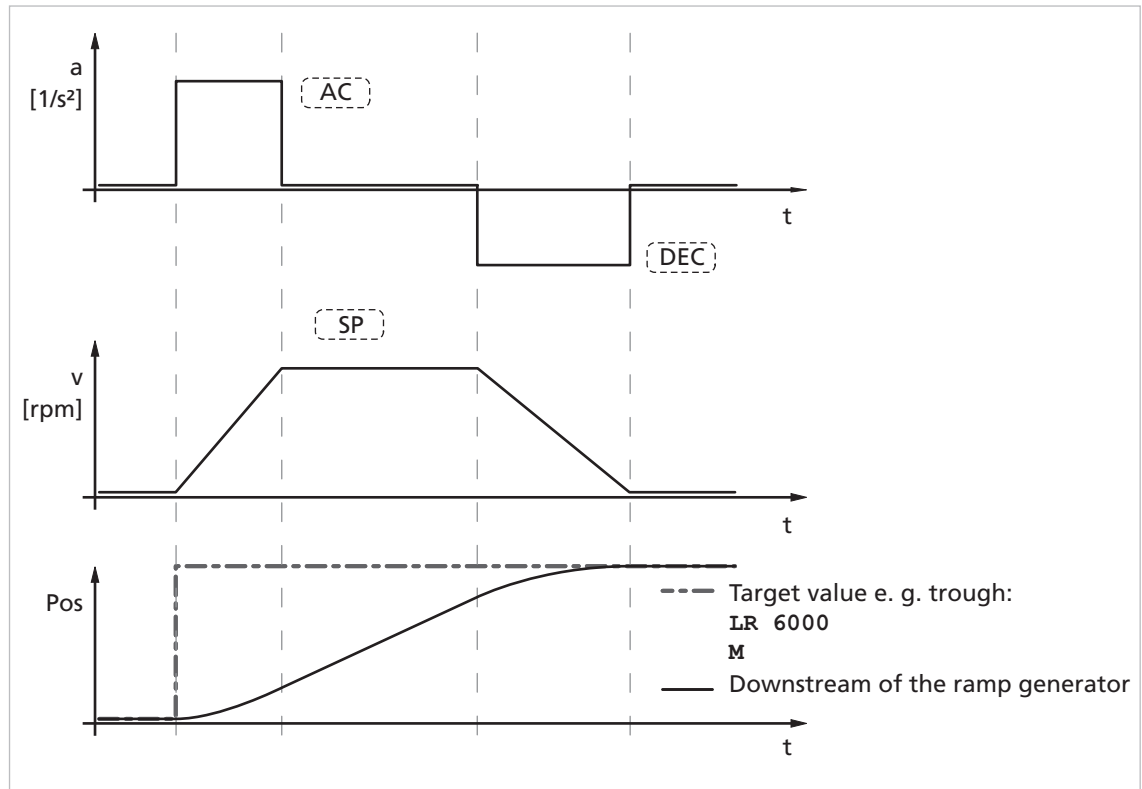 a
[1/s²]
AC
t
DEC
SP
v
[rpm]
t
Pos
Target value e. g. trough:
LR 6000
M
Downstream of the ramp generator
t